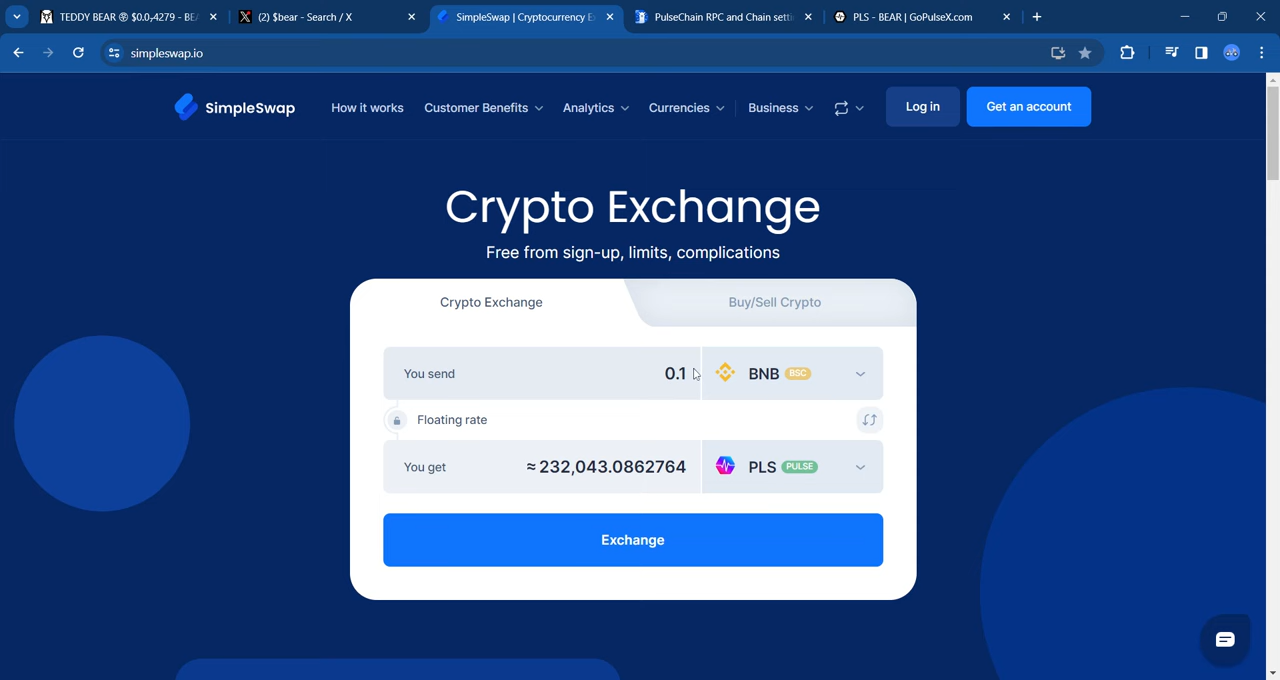 TEDDY BEAR ® $0.0₅4279 - BEA
(2) $bear - Search / X
SimpleSwap | Cryptocurrency E
PulseChain RPC and Chain setti
PLS - BEAR | GoPulseX.com
simpleswap.io
SimpleSwap
How it works
Customer Benefits
Analytics
Currencies
Business
Log in
Get an account
Crypto Exchange
Free from sign-up, limits, complications
Crypto Exchange
Buy/Sell Crypto
You send 0.1 BNB BSC
Floating rate
You get ≈ 232,043.0862764 PLS PULSE
Exchange